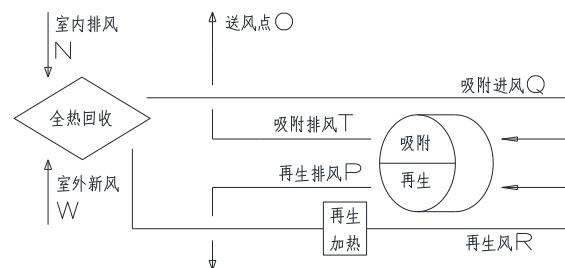 室内排风
N
送风点O
吸附进风Q
全热回收
吸附排风T
吸附
再生排风P
再生
室外新风
W
再生
加热
再生风R